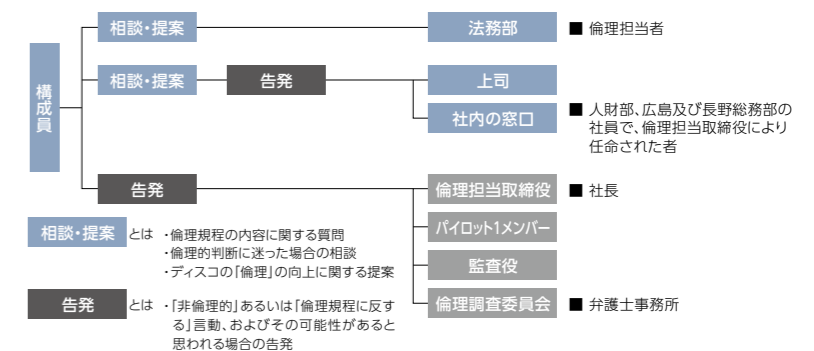 相談・提案
法務部
■ 倫理担当者
構成員
相談・提案
告発
上司
社内の窓口
■ 人財部、広島及び長野総務部の
社員で、倫理担当取締役により
任命された者
告発
倫理担当取締役
■ 社長
パイロット1メンバー
監査役
倫理調査委員会
■ 弁護士事務所
相談・提案 とは ・倫理規程の内容に関する質問
・倫理的判断に迷った場合の相談
・ディスコの「倫理」の向上に関する提案
告発 とは ・「非倫理的」あるいは「倫理規程に反す
る」言動、およびその可能性があると
思われる場合の告発